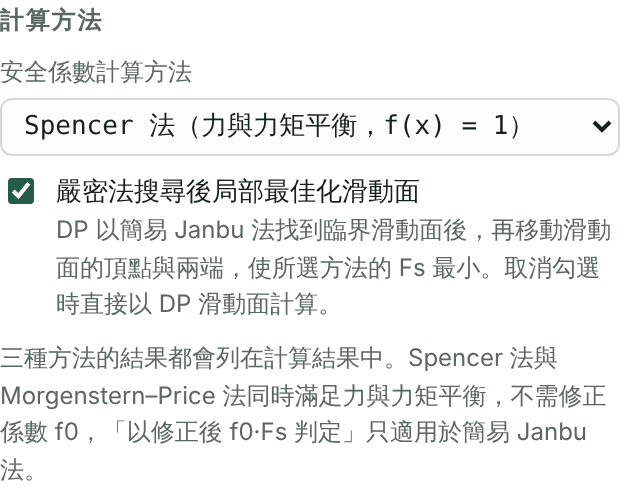 計算方法
安全係數計算方法
Spencer 法（力與力矩平衡，f(x) = 1）
嚴密法搜尋後局部最佳化滑動面
DP 以簡易 Janbu 法找到臨界滑動面後，再移動滑動
面的頂點與兩端，使所選方法的 Fs 最小。取消勾選
時直接以 DP 滑動面計算。
三種方法的結果都會列在計算結果中。Spencer 法與
Morgenstern–Price 法同時滿足力與力矩平衡，不需修正
係數 f0，「以修正後 f0·Fs 判定」只適用於簡易 Janbu
法。